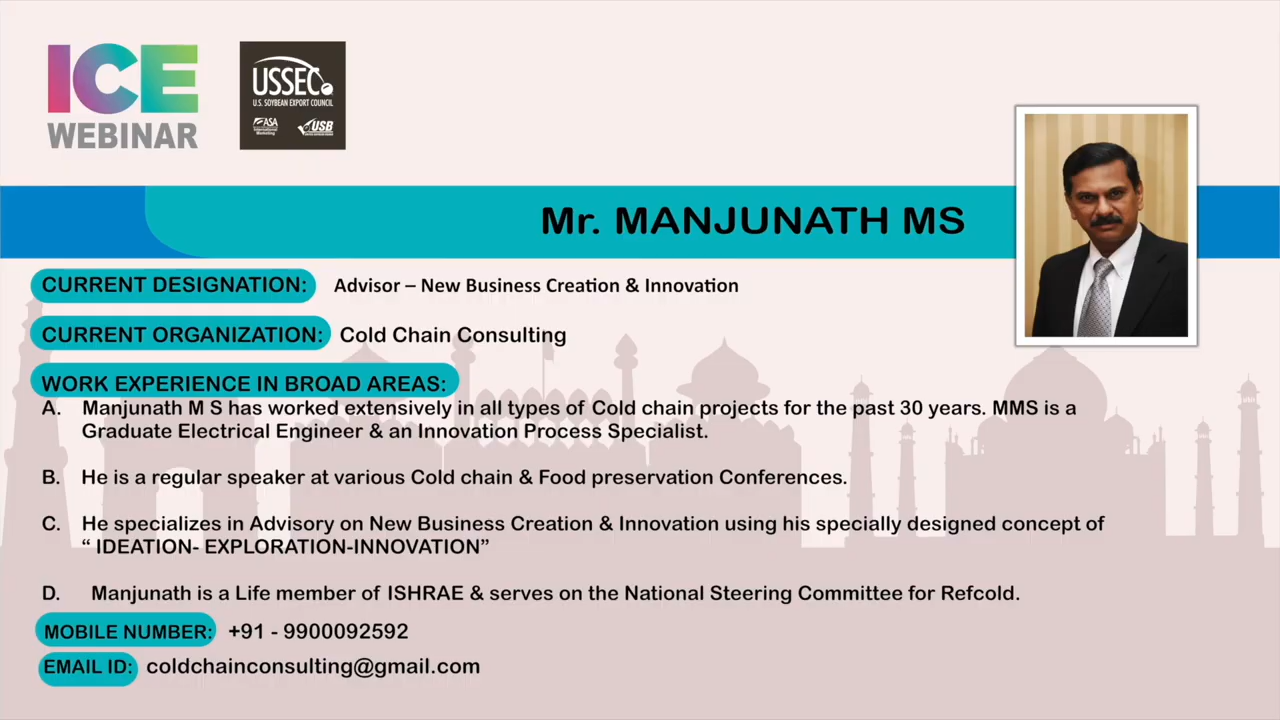 ICE
WEBINAR
USSEC
U.S. SOYBEAN EXPORT COUNCIL
ASA
International
Marketing
USB
Mr. MANJUNATH MS
CURRENT DESIGNATION: Advisor – New Business Creation & Innovation
CURRENT ORGANIZATION: Cold Chain Consulting
WORK EXPERIENCE IN BROAD AREAS:
A. Manjunath M S has worked extensively in all types of Cold chain projects for the past 30 years. MMS is a
Graduate Electrical Engineer & an Innovation Process Specialist.
B. He is a regular speaker at various Cold chain & Food preservation Conferences.
C. He specializes in Advisory on New Business Creation & Innovation using his specially designed concept of
“ IDEATION- EXPLORATION-INNOVATION”
D. Manjunath is a Life member of ISHRAE & serves on the National Steering Committee for Refcold.
MOBILE NUMBER: +91 - 9900092592
EMAIL ID: coldchainconsulting@gmail.com